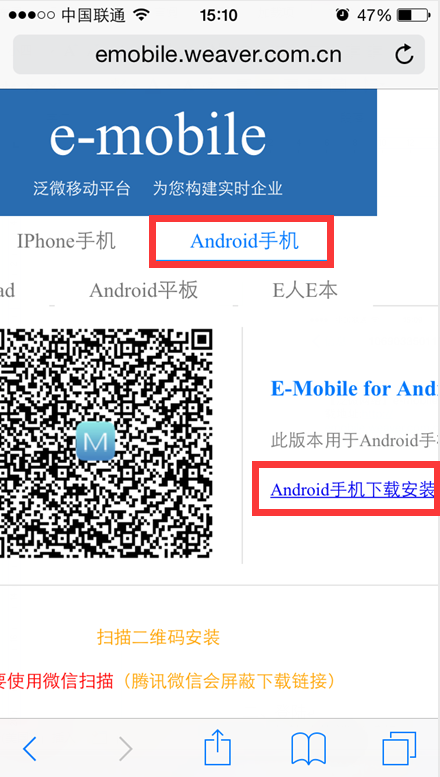 中国联通 15:10 47%
emobile.weaver.com.cn
e-mobile
泛微移动平台 为您构建实时企业
IPhone手机 Android手机
ad Android平板 E人E本
M
E-Mobile for And
此版本用于Android手
Android手机下载安装
扫描二维码安装
要使用微信扫描（腾讯微信会屏蔽下载链接）